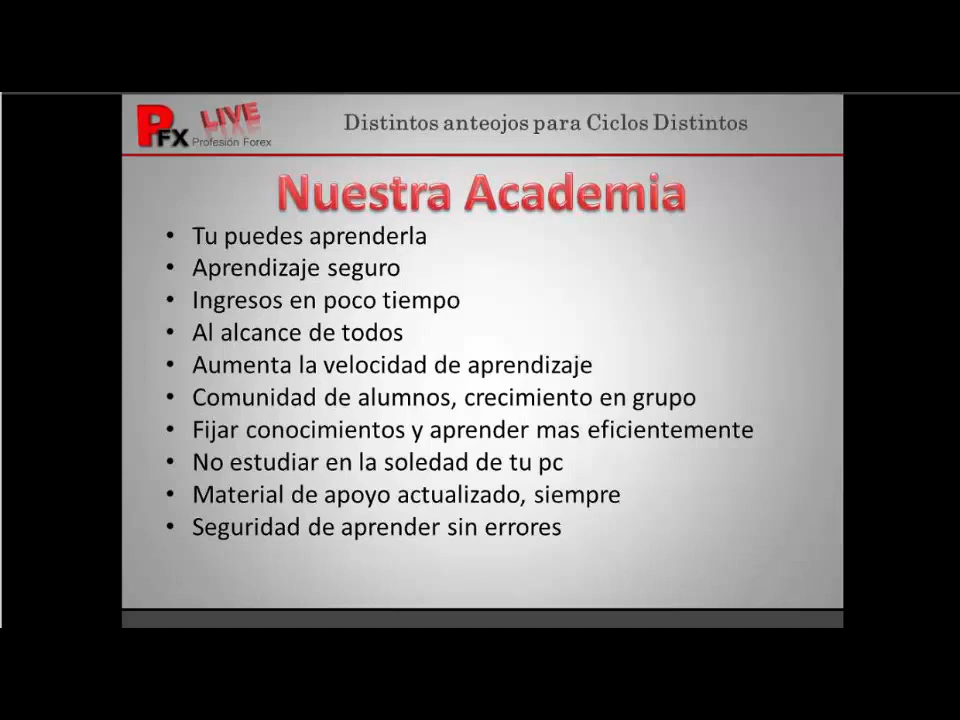 PFX LIVE
Profesión Forex
Distintos anteojos para Ciclos Distintos
Nuestra Academia
• Tu puedes aprenderla
• Aprendizaje seguro
• Ingresos en poco tiempo
• Al alcance de todos
• Aumenta la velocidad de aprendizaje
• Comunidad de alumnos, crecimiento en grupo
• Fijar conocimientos y aprender mas eficientemente
• No estudiar en la soledad de tu pc
• Material de apoyo actualizado, siempre
• Seguridad de aprender sin errores